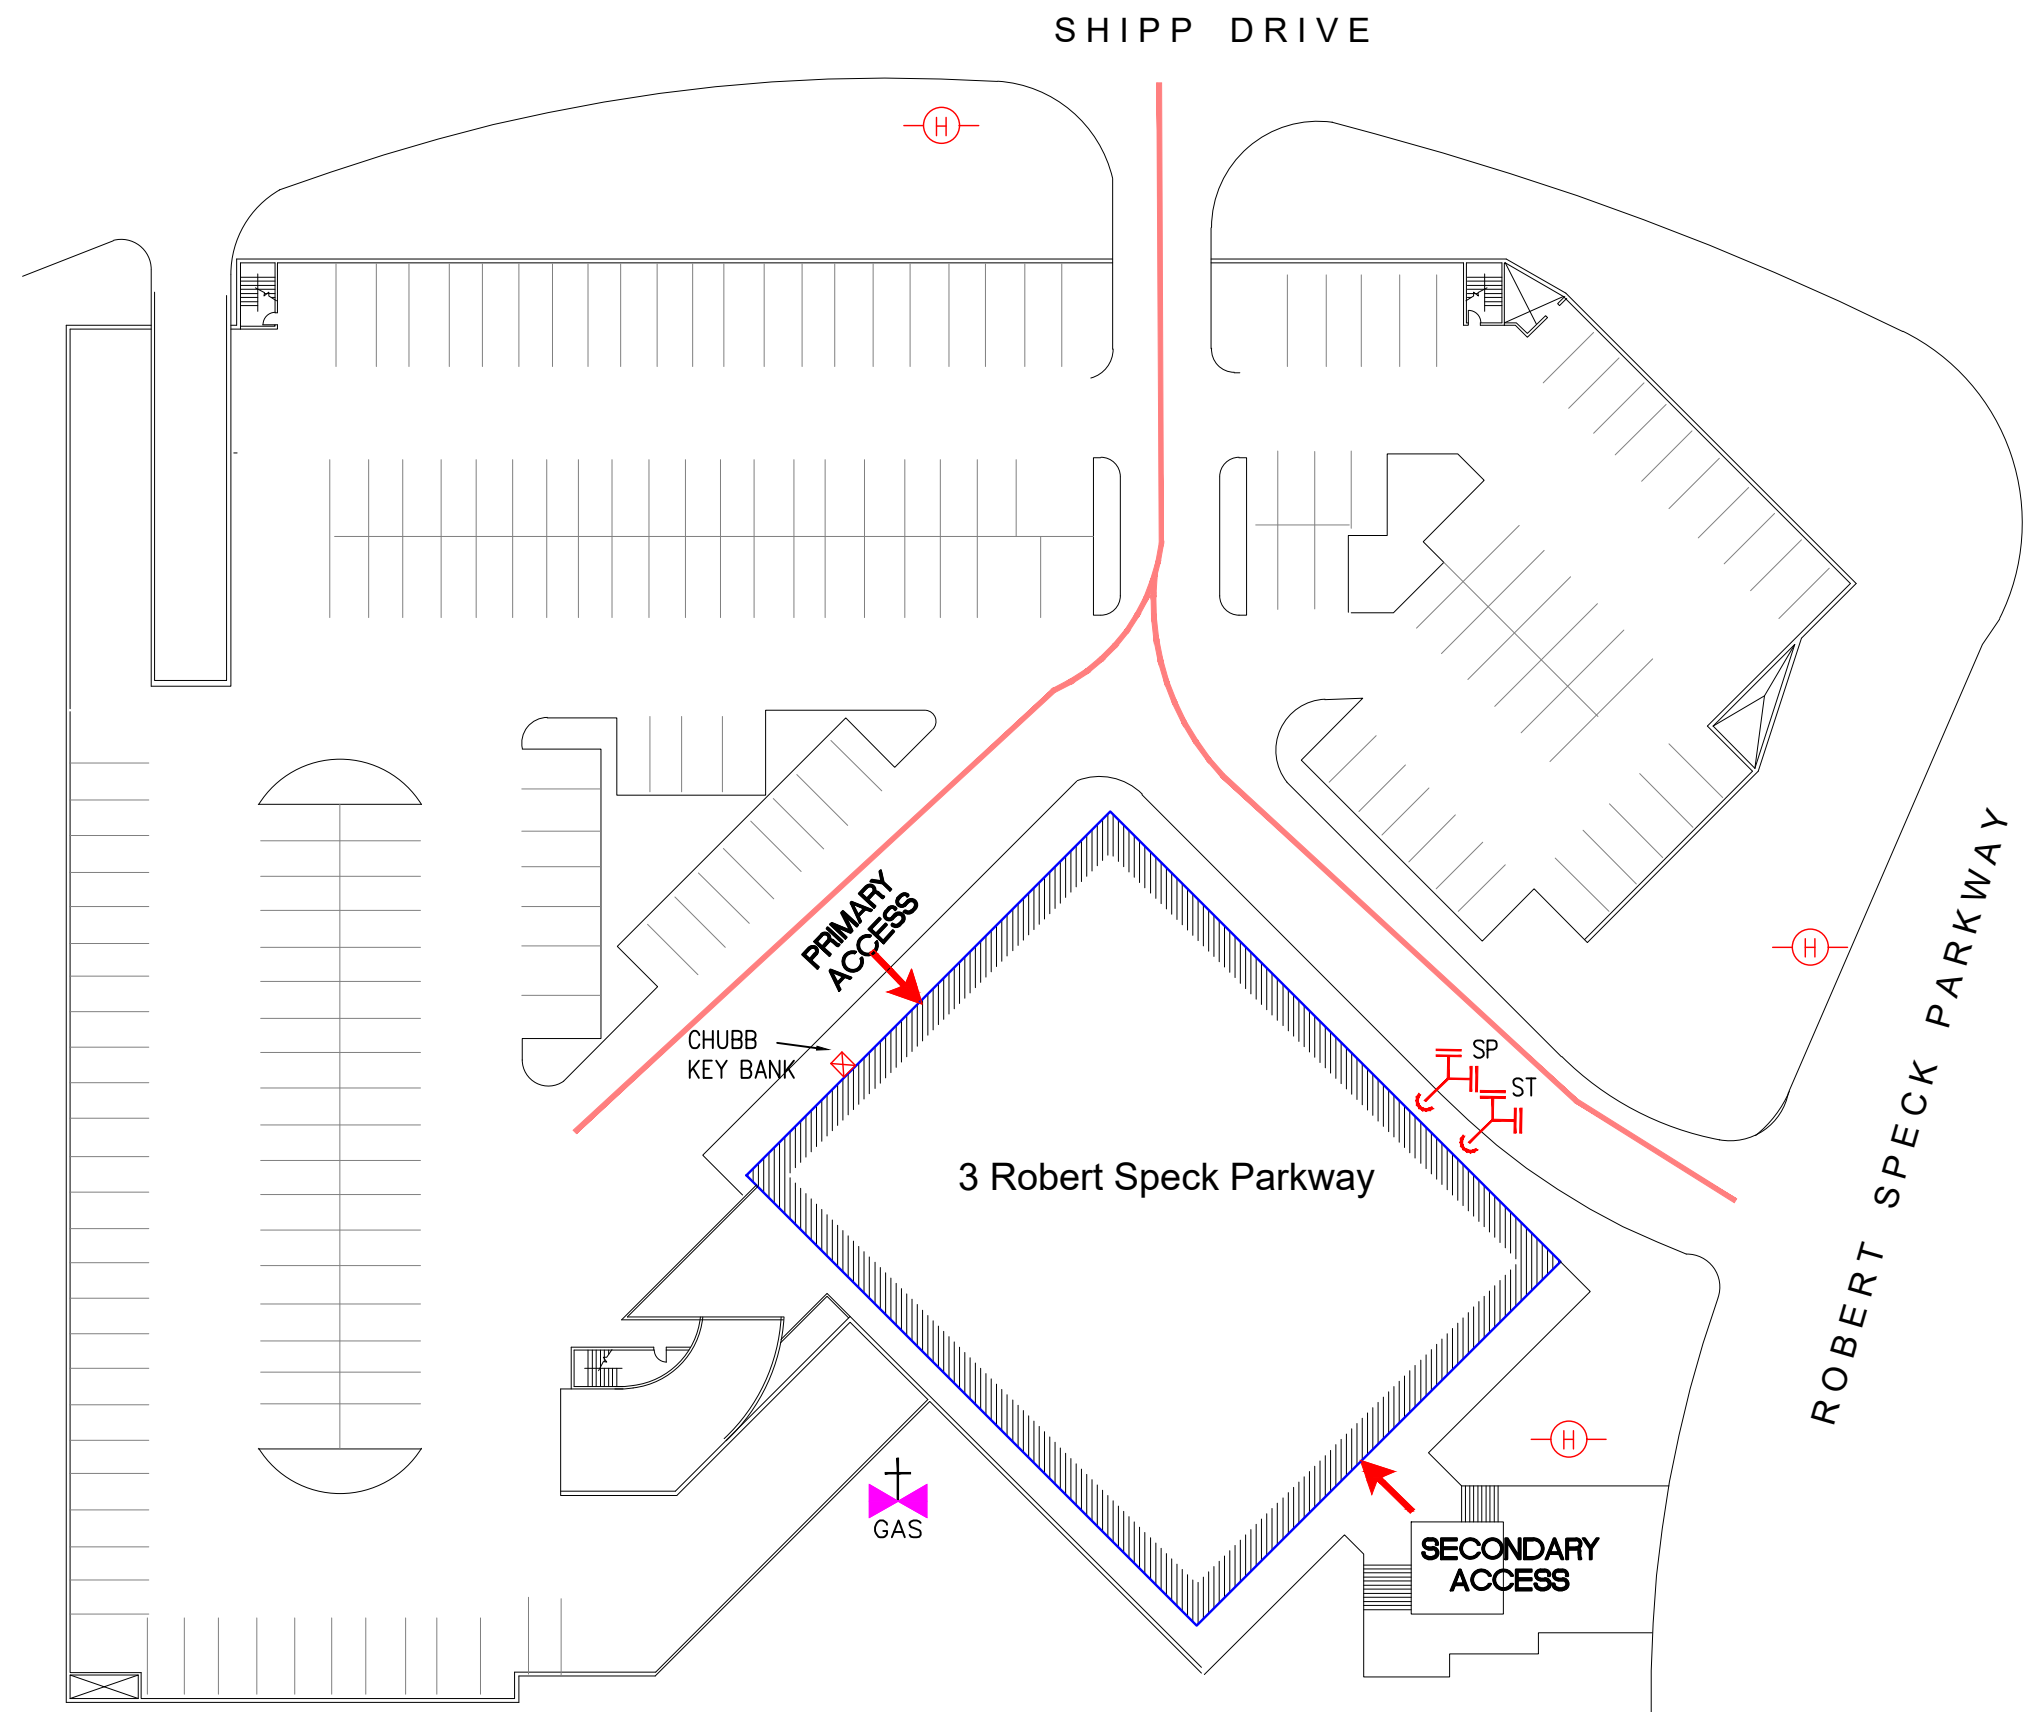 SHIPP DRIVE
H
PRIMARY
ACCESS
H
CHUBB
KEY BANK
SP
ST
3 Robert Speck Parkway
ROBERT SPECK PARKWAY
H
GAS
SECONDARY
ACCESS